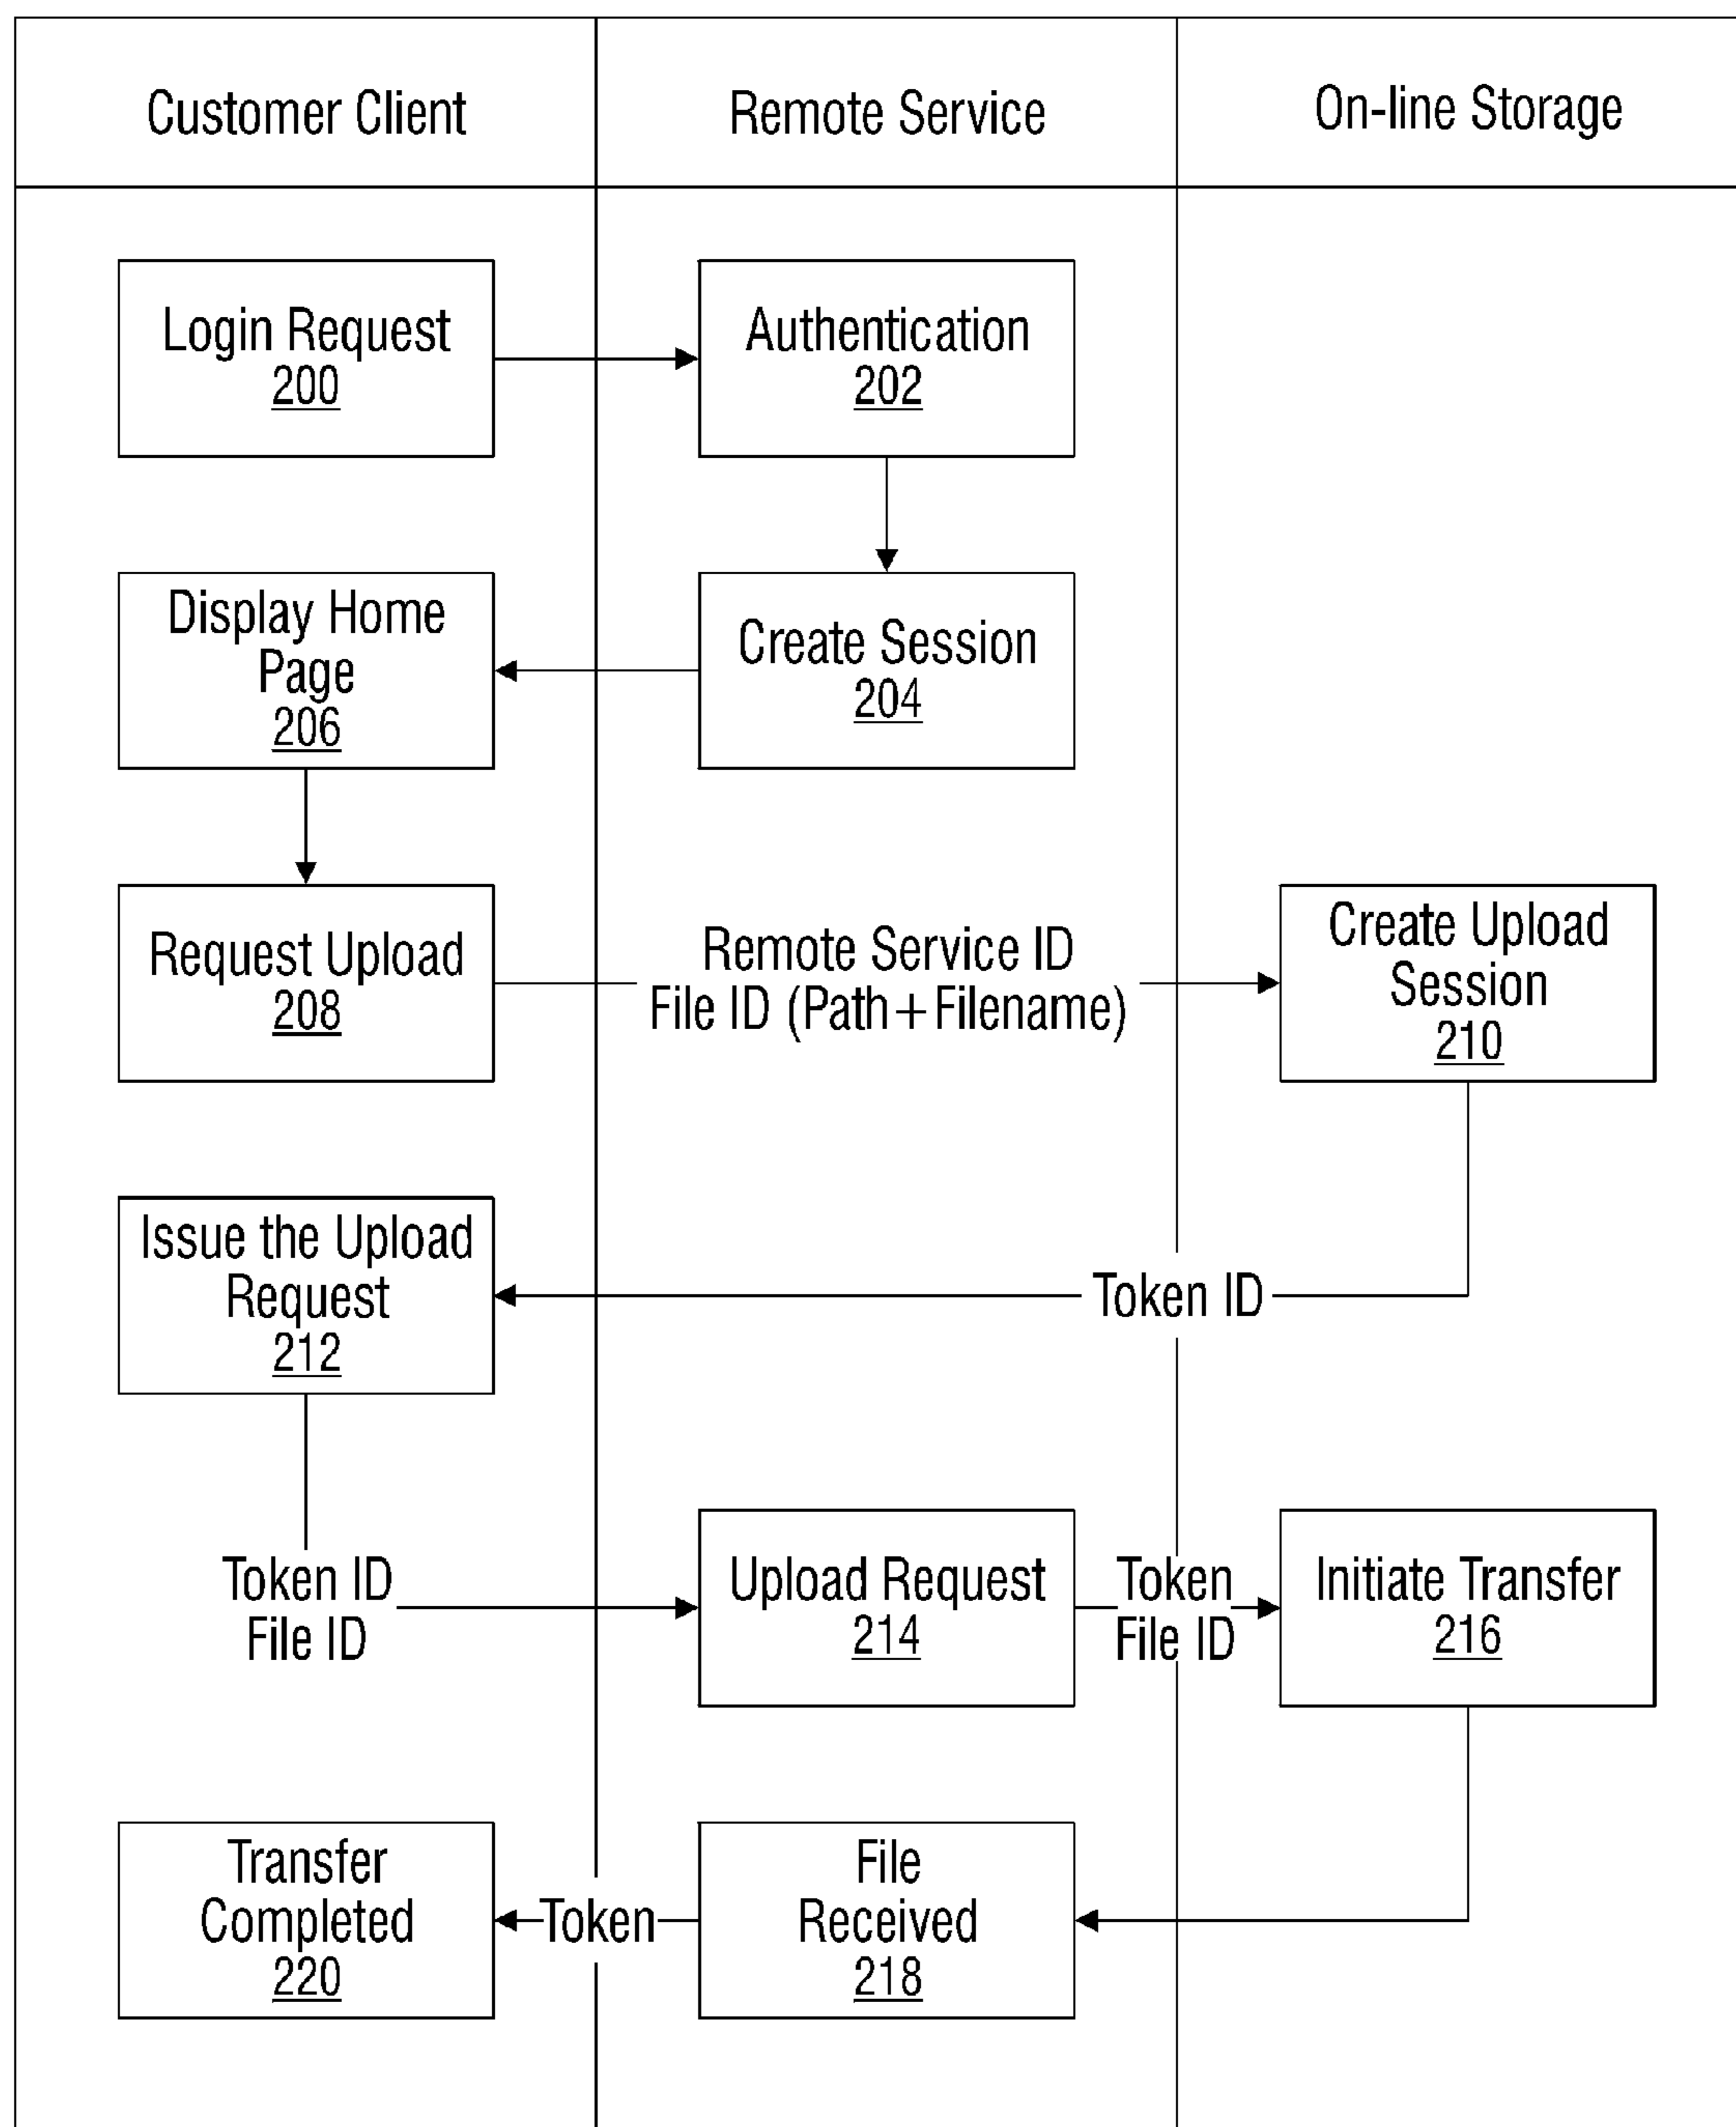 Customer Client
Remote Service
On-line Storage
Login Request
200
Authentication
202
Display Home
Page
206
Create Session
204
Request Upload
208
Remote Service ID
File ID (Path+Filename)
Create Upload
Session
210
Issue the Upload
Request
212
Token ID
Token ID
File ID
Upload Request
214
Token
File ID
Initiate Transfer
216
Transfer
Completed
220
Token
File
Received
218